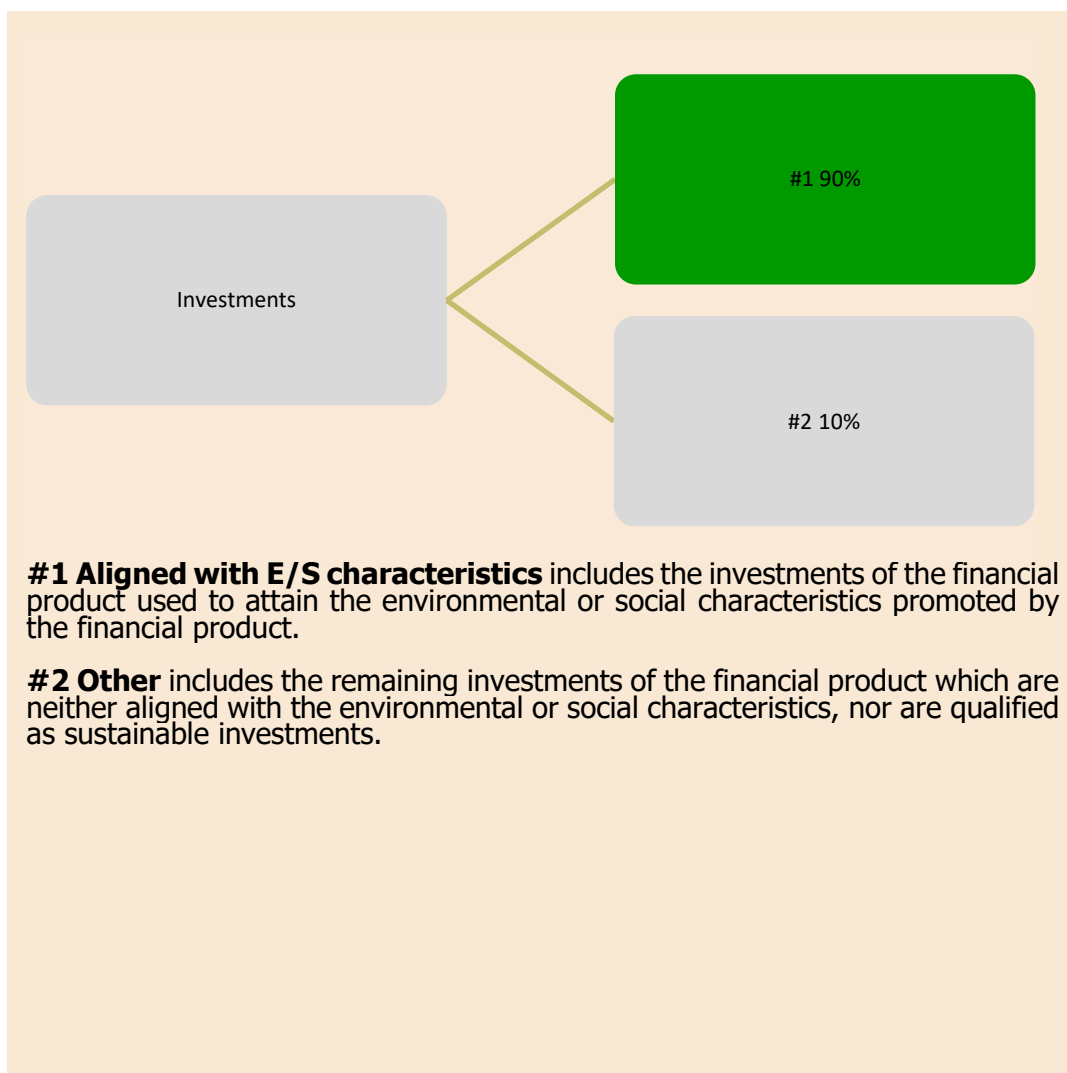 #1 90%
Investments
#2 10%
#1 Aligned with E/S characteristics includes the investments of the financial
product used to attain the environmental or social characteristics promoted by
the financial product.
#2 Other includes the remaining investments of the financial product which are
neither aligned with the environmental or social characteristics, nor are qualified
as sustainable investments.